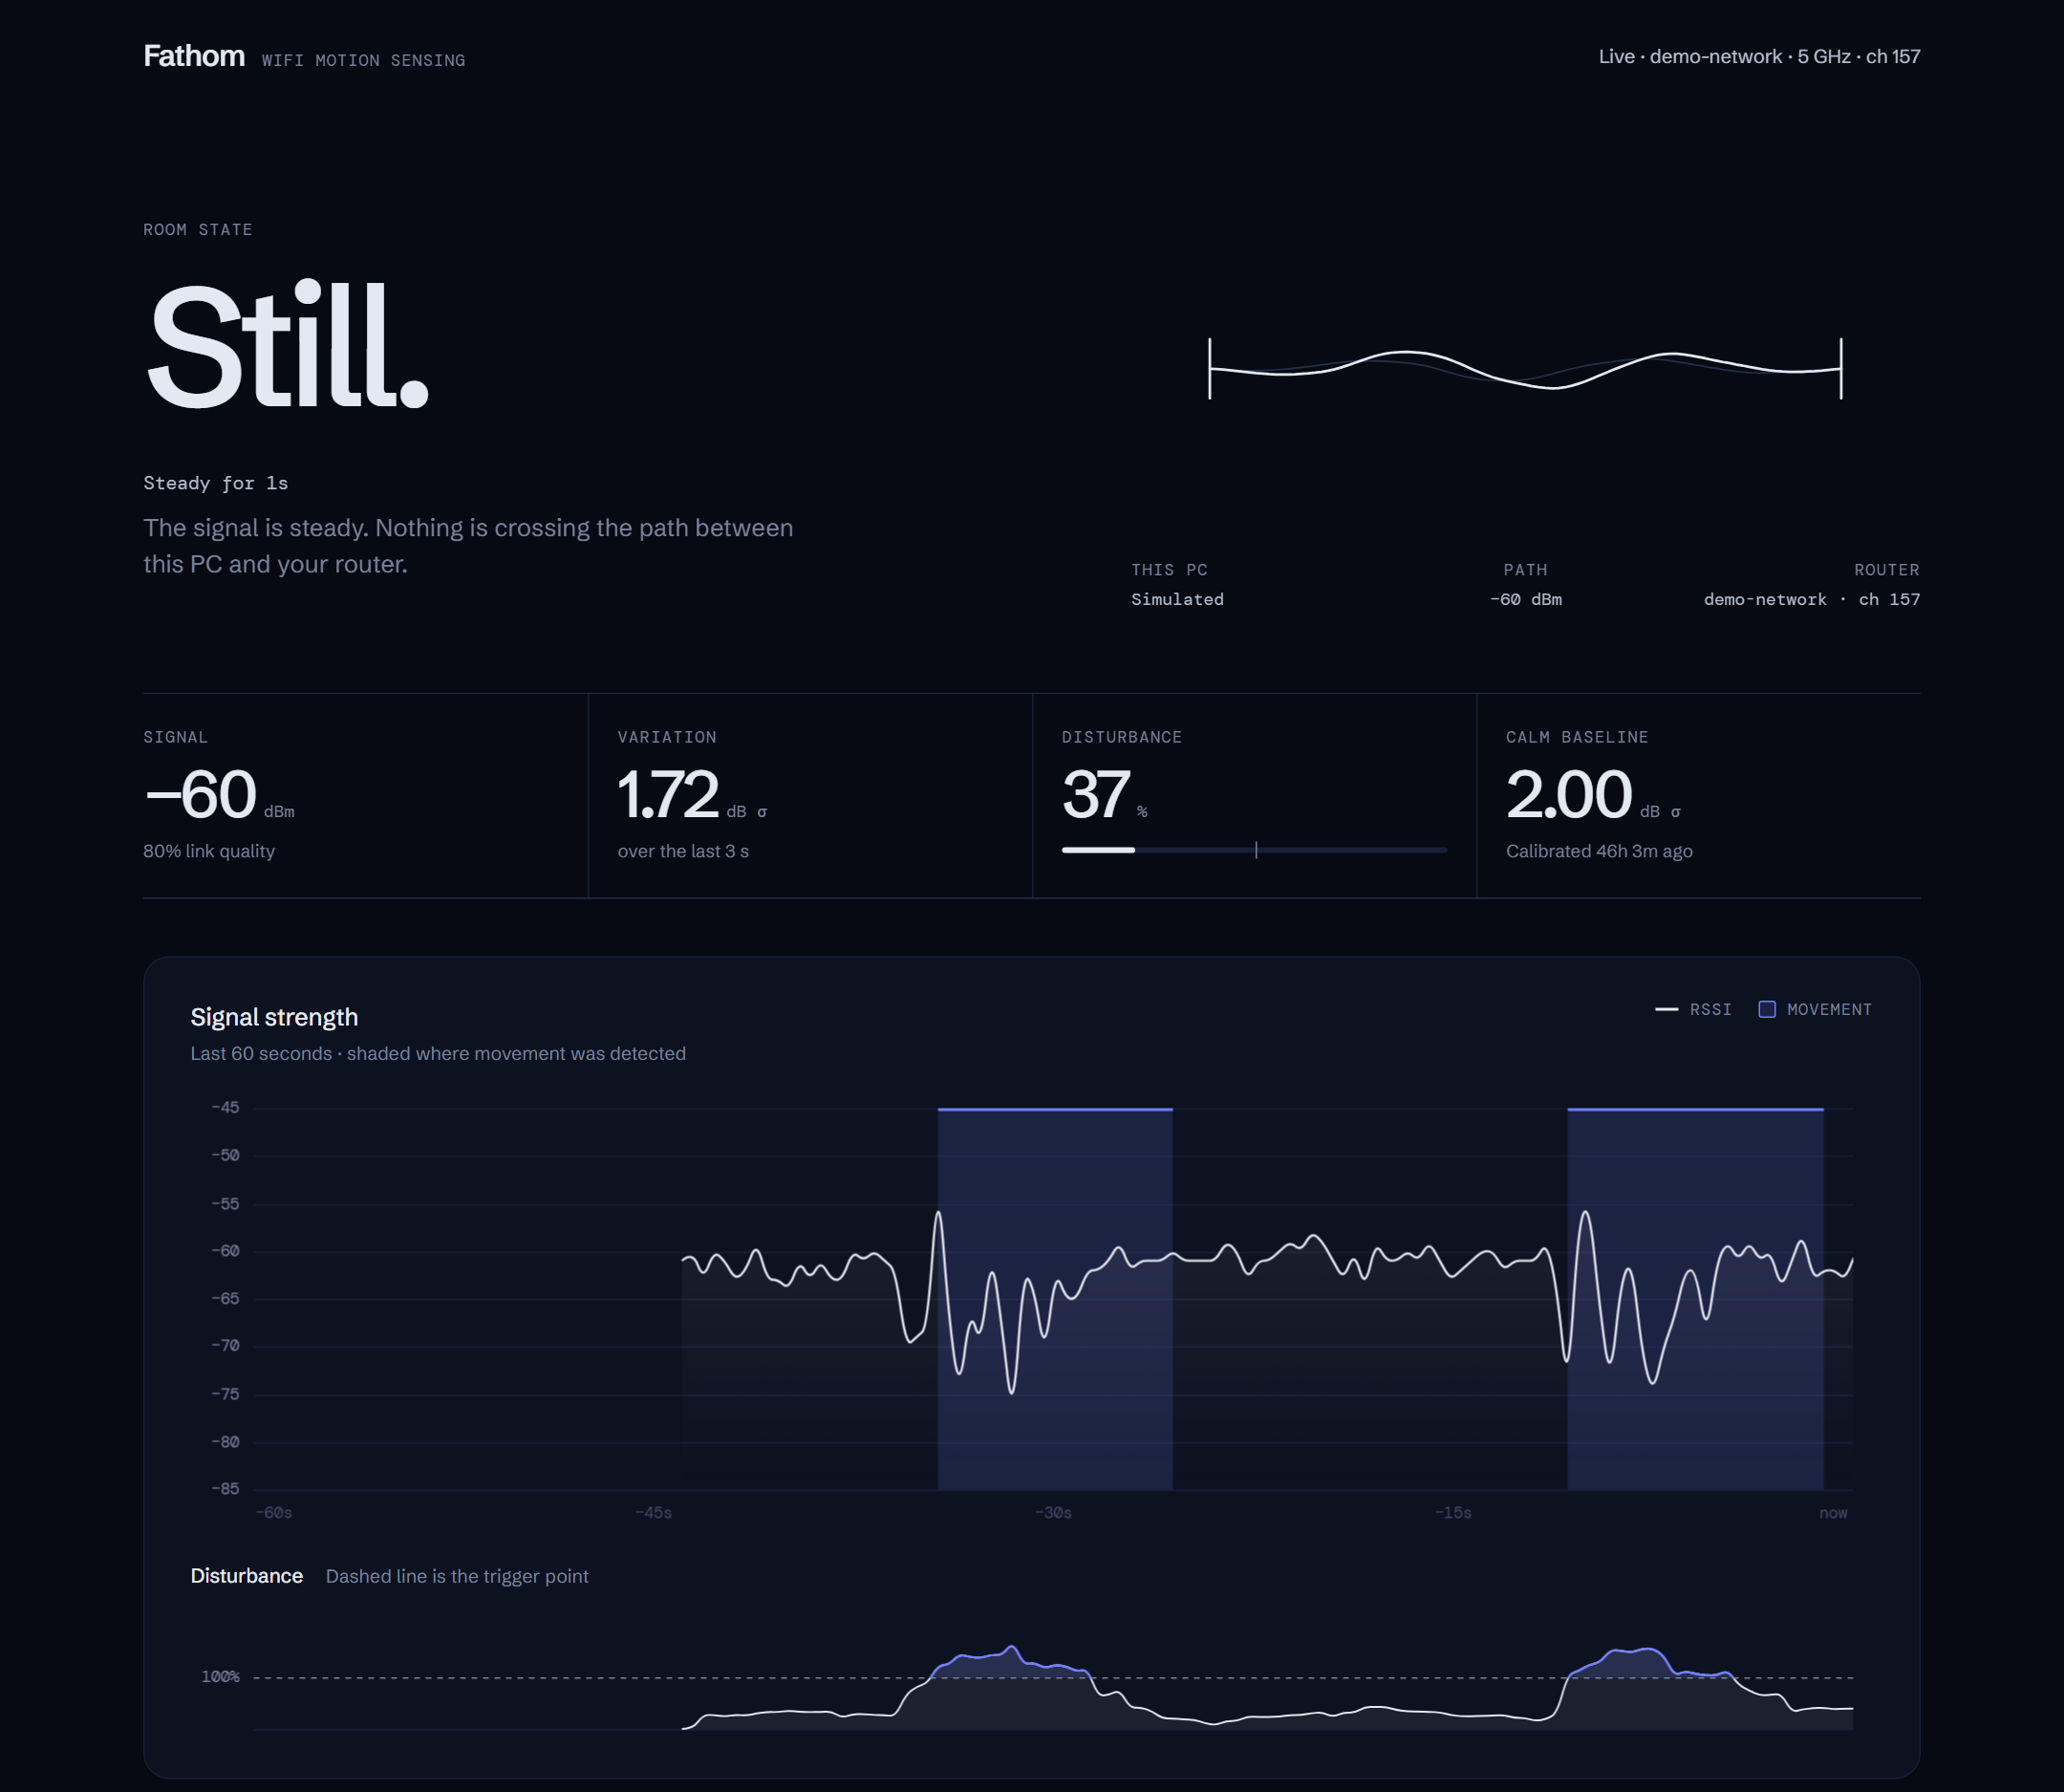 Fathom WIFI MOTION SENSING
Live · demo-network · 5 GHz · ch 157
ROOM STATE
Still.
Steady for 1s
The signal is steady. Nothing is crossing the path between
this PC and your router.
THIS PC
Simulated
PATH
−60 dBm
ROUTER
demo-network · ch 157
SIGNAL
−60 dBm
80% link quality
VARIATION
1.72 dB σ
over the last 3 s
DISTURBANCE
37 %
CALM BASELINE
2.00 dB σ
Calibrated 46h 3m ago
Signal strength
Last 60 seconds · shaded where movement was detected
RSSI
MOVEMENT
−45
−50
−55
−60
−65
−70
−75
−80
−85
−60s
−45s
−30s
−15s
now
Disturbance Dashed line is the trigger point
100%